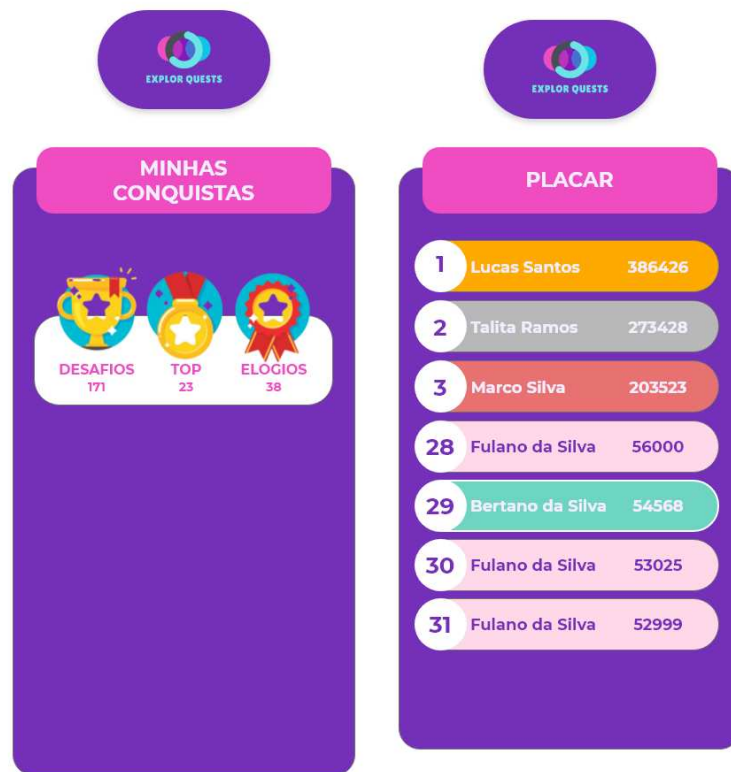 EXPLOR QUESTS
MINHAS
CONQUISTAS
DESAFIOS TOP ELOGIOS
171 23 38
EXPLOR QUESTS
PLACAR
1 Lucas Santos 386426
2 Talita Ramos 273428
3 Marco Silva 203523
28 Fulano da Silva 56000
29 Bertano da Silva 54568
30 Fulano da Silva 53025
31 Fulano da Silva 52999